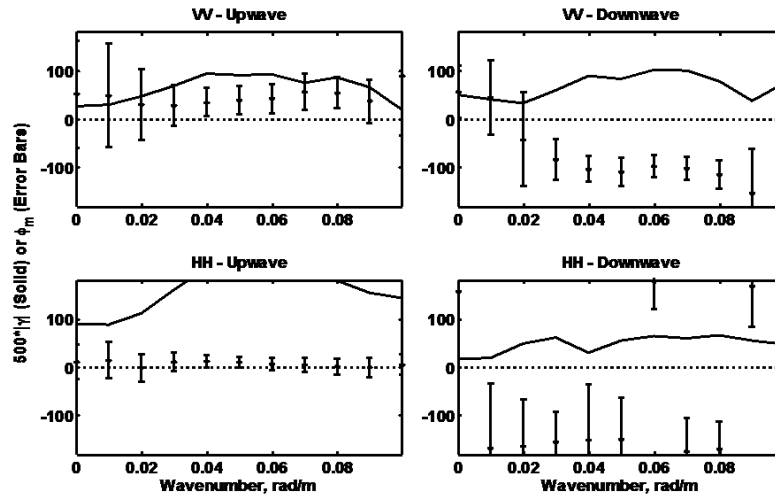 VV - Upwave
VV - Downwave
100
0
-100
0 0.02 0.04 0.06 0.08
100
0
-100
0 0.02 0.04 0.06 0.08
500*|γ| (Solid) or ϕm (Error Bars)
HH - Upwave
HH - Downwave
100
0
-100
0 0.02 0.04 0.06 0.08
Wavenumber, rad/m
100
0
-100
0 0.02 0.04 0.06 0.08
Wavenumber, rad/m